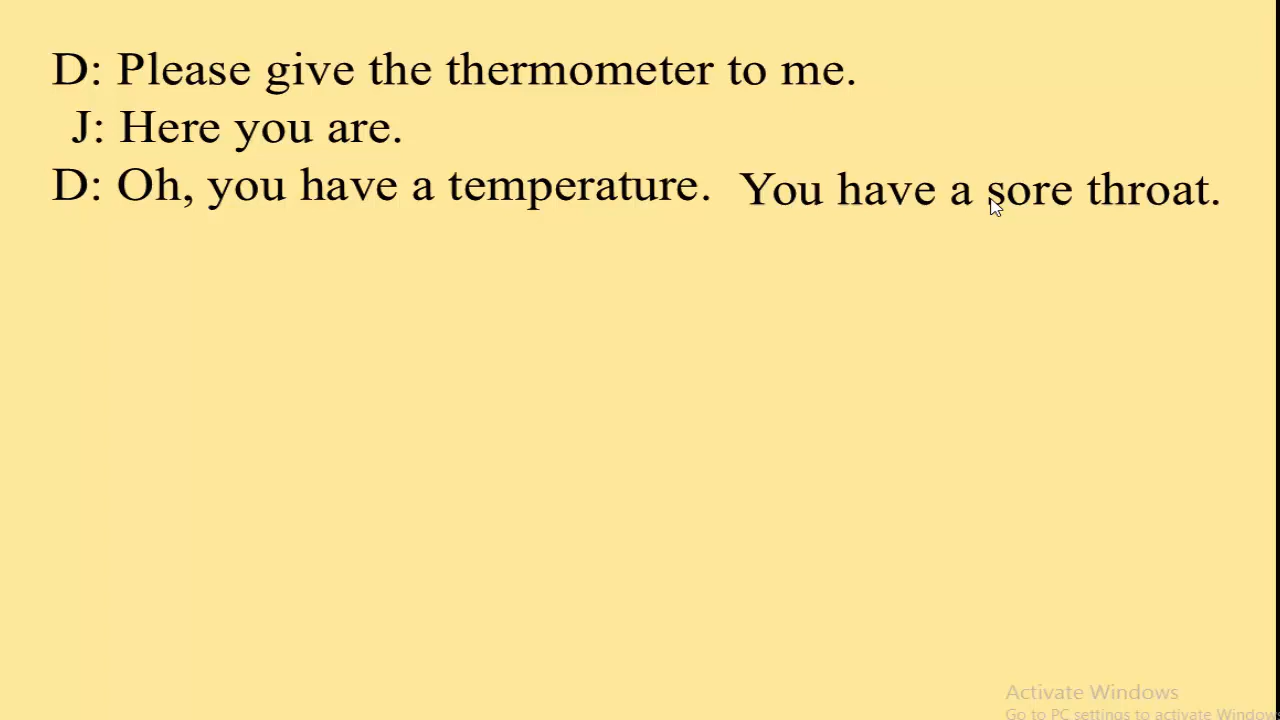 D: Please give the thermometer to me.
J: Here you are.
D: Oh, you have a temperature. You have a sore throat.
Activate Windows
Go to PC settings to activate Windows